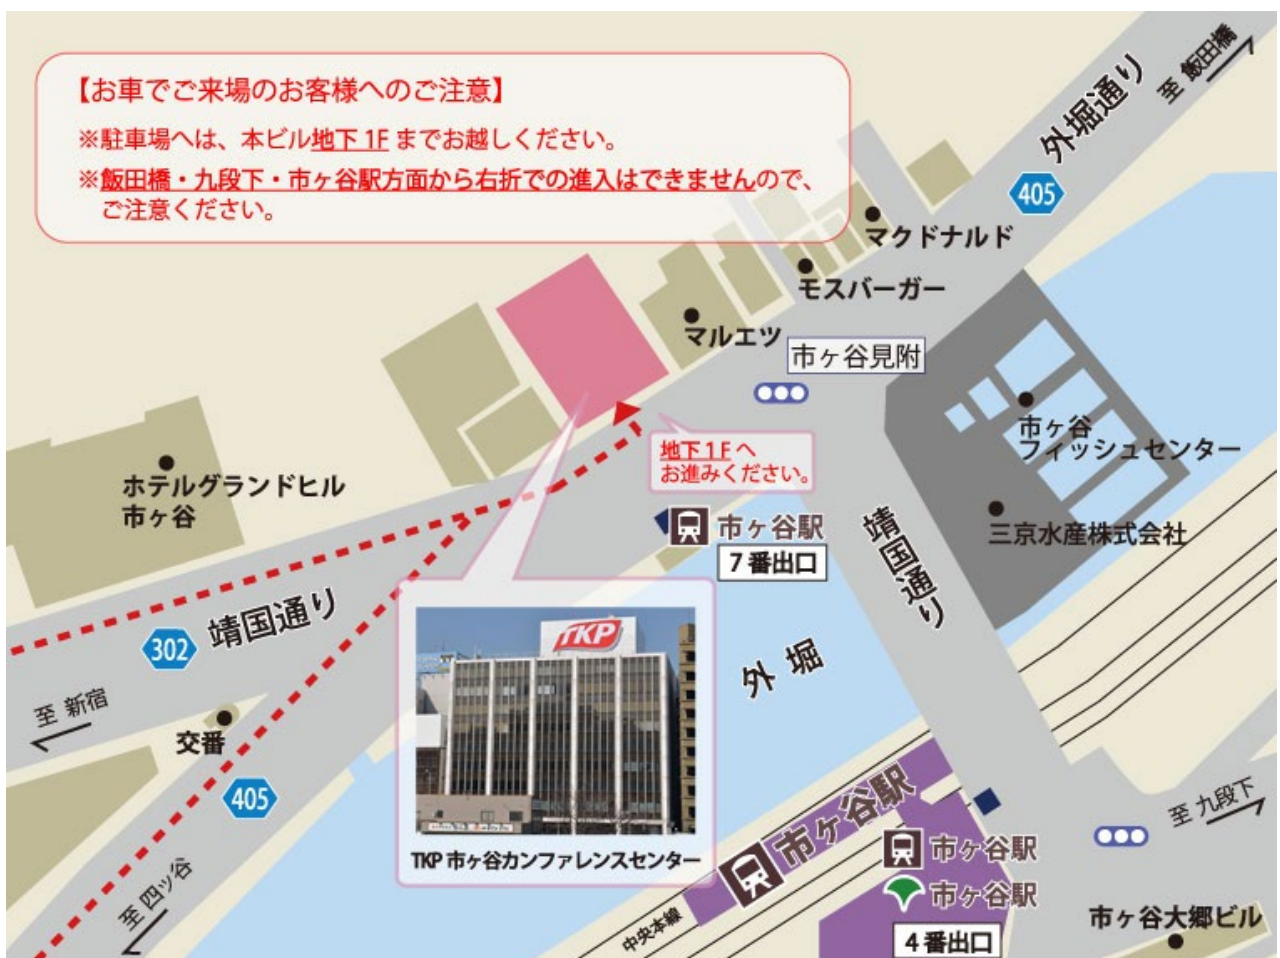 【お車でご来場のお客様へのご注意】
※駐車場へは、本ビル地下1Fまでお越しください。
※飯田橋・九段下・市ヶ谷駅方面から右折での進入はできませんので、
ご注意ください。
至 飯田橋
外堀通り
405
マクドナルド
モスバーガー
マルエツ
市ヶ谷見附
市ヶ谷
フィッシュセンター
地下1Fへ
お進みください。
ホテルグランドヒル
市ヶ谷
三京水産株式会社
市ヶ谷駅
7番出口
靖国通り
靖国通り
302
外堀
至 新宿
交番
405
至 四ッ谷
TKP
TKP 市ヶ谷カンファレンスセンター
市ヶ谷駅
中央本線
至 九段下
市ヶ谷駅
市ヶ谷駅
4番出口
市ヶ谷大郷ビル